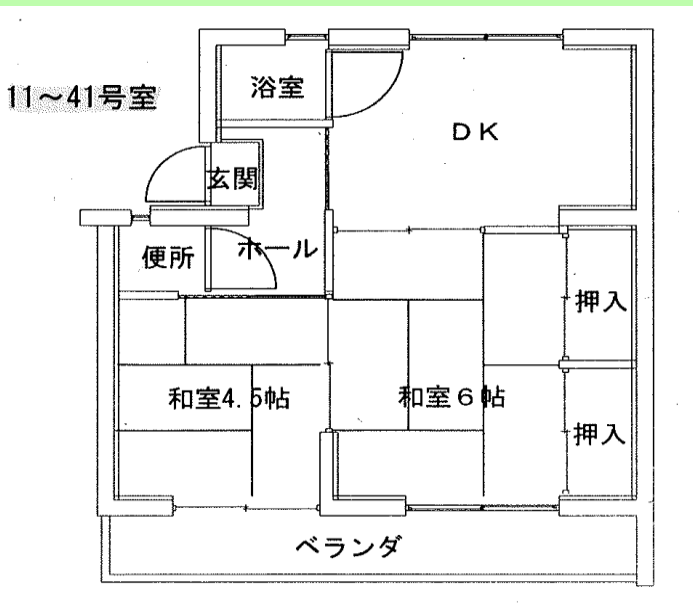 11～41号室
浴室
ＤＫ
玄関
便所
ホール
押入
和室4.5帖
和室６帖
押入
ベランダ